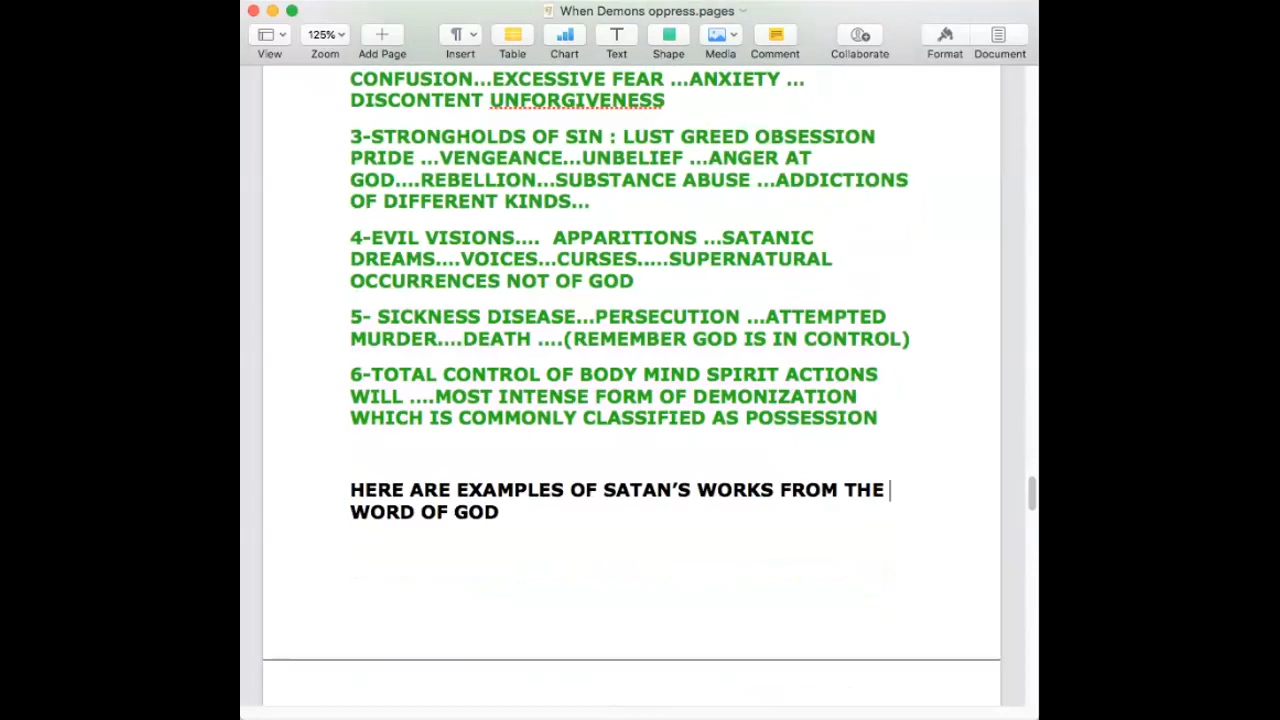 When Demons oppress.pages
125%
View Zoom Add Page Insert Table Chart Text Shape Media Comment Collaborate Format Document
CONFUSION...EXCESSIVE FEAR ...ANXIETY ...
DISCONTENT UNFORGIVENESS
3-STRONGHOLDS OF SIN : LUST GREED OBSESSION
PRIDE ...VENGEANCE...UNBELIEF ...ANGER AT
GOD....REBELLION...SUBSTANCE ABUSE ...ADDICTIONS
OF DIFFERENT KINDS...
4-EVIL VISIONS....  APPARITIONS ...SATANIC
DREAMS....VOICES...CURSES.....SUPERNATURAL
OCCURRENCES NOT OF GOD
5- SICKNESS DISEASE...PERSECUTION ...ATTEMPTED
MURDER....DEATH ....(REMEMBER GOD IS IN CONTROL)
6-TOTAL CONTROL OF BODY MIND SPIRIT ACTIONS
WILL ....MOST INTENSE FORM OF DEMONIZATION
WHICH IS COMMONLY CLASSIFIED AS POSSESSION
HERE ARE EXAMPLES OF SATAN’S WORKS FROM THE
WORD OF GOD